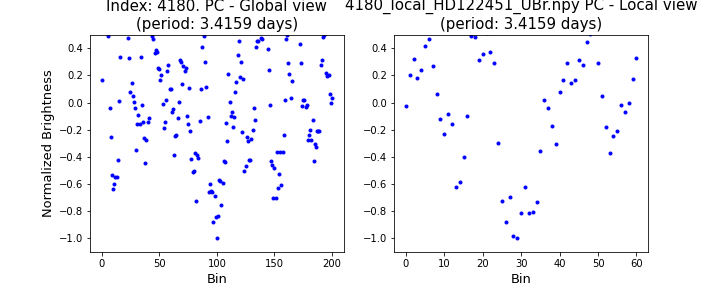 Index: 4180. PC - Global view
(period: 3.4159 days)
4180_local_HD122451_UBr.npy PC - Local view
(period: 3.4159 days)
Normalized Brightness
0.4
0.2
0.0
−0.2
−0.4
−0.6
−0.8
−1.0
0 50 100 150 200
Bin
0.4
0.2
0.0
−0.2
−0.4
−0.6
−0.8
−1.0
0 10 20 30 40 50 60
Bin